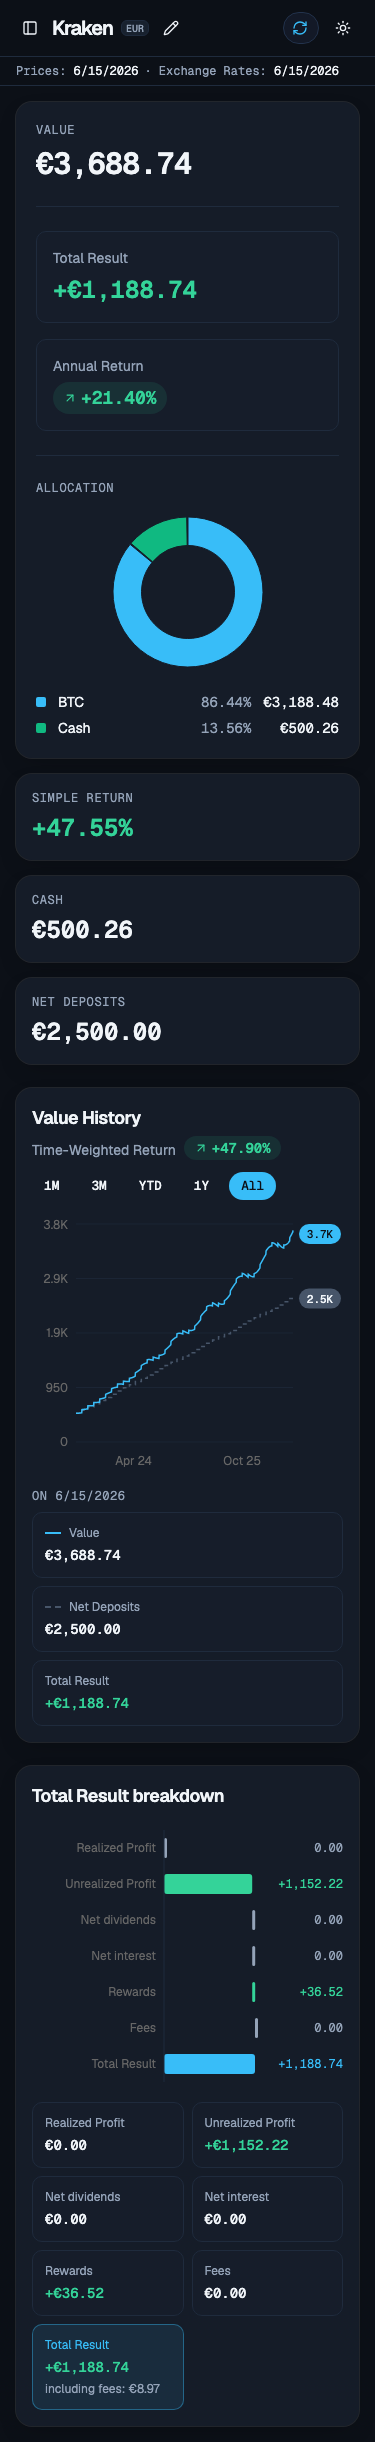 Kraken EUR
Prices: 6/15/2026 · Exchange Rates: 6/15/2026
VALUE
€3,688.74
Total Result
+€1,188.74
Annual Return
↗ +21.40%
ALLOCATION
BTC 86.44% €3,188.48
Cash 13.56% €500.26
SIMPLE RETURN
+47.55%
CASH
€500.26
NET DEPOSITS
€2,500.00
Value History
Time-Weighted Return ↗ +47.90%
1M 3M YTD 1Y All
3.8K
3.7K
2.9K
2.5K
1.9K
950
0
Apr 24 Oct 25
ON 6/15/2026
Value
€3,688.74
Net Deposits
€2,500.00
Total Result
+€1,188.74
Total Result breakdown
Realized Profit 0.00
Unrealized Profit +1,152.22
Net dividends 0.00
Net interest 0.00
Rewards +36.52
Fees 0.00
Total Result +1,188.74
Realized Profit
€0.00
Unrealized Profit
+€1,152.22
Net dividends
€0.00
Net interest
€0.00
Rewards
+€36.52
Fees
€0.00
Total Result
+€1,188.74
including fees: €8.97